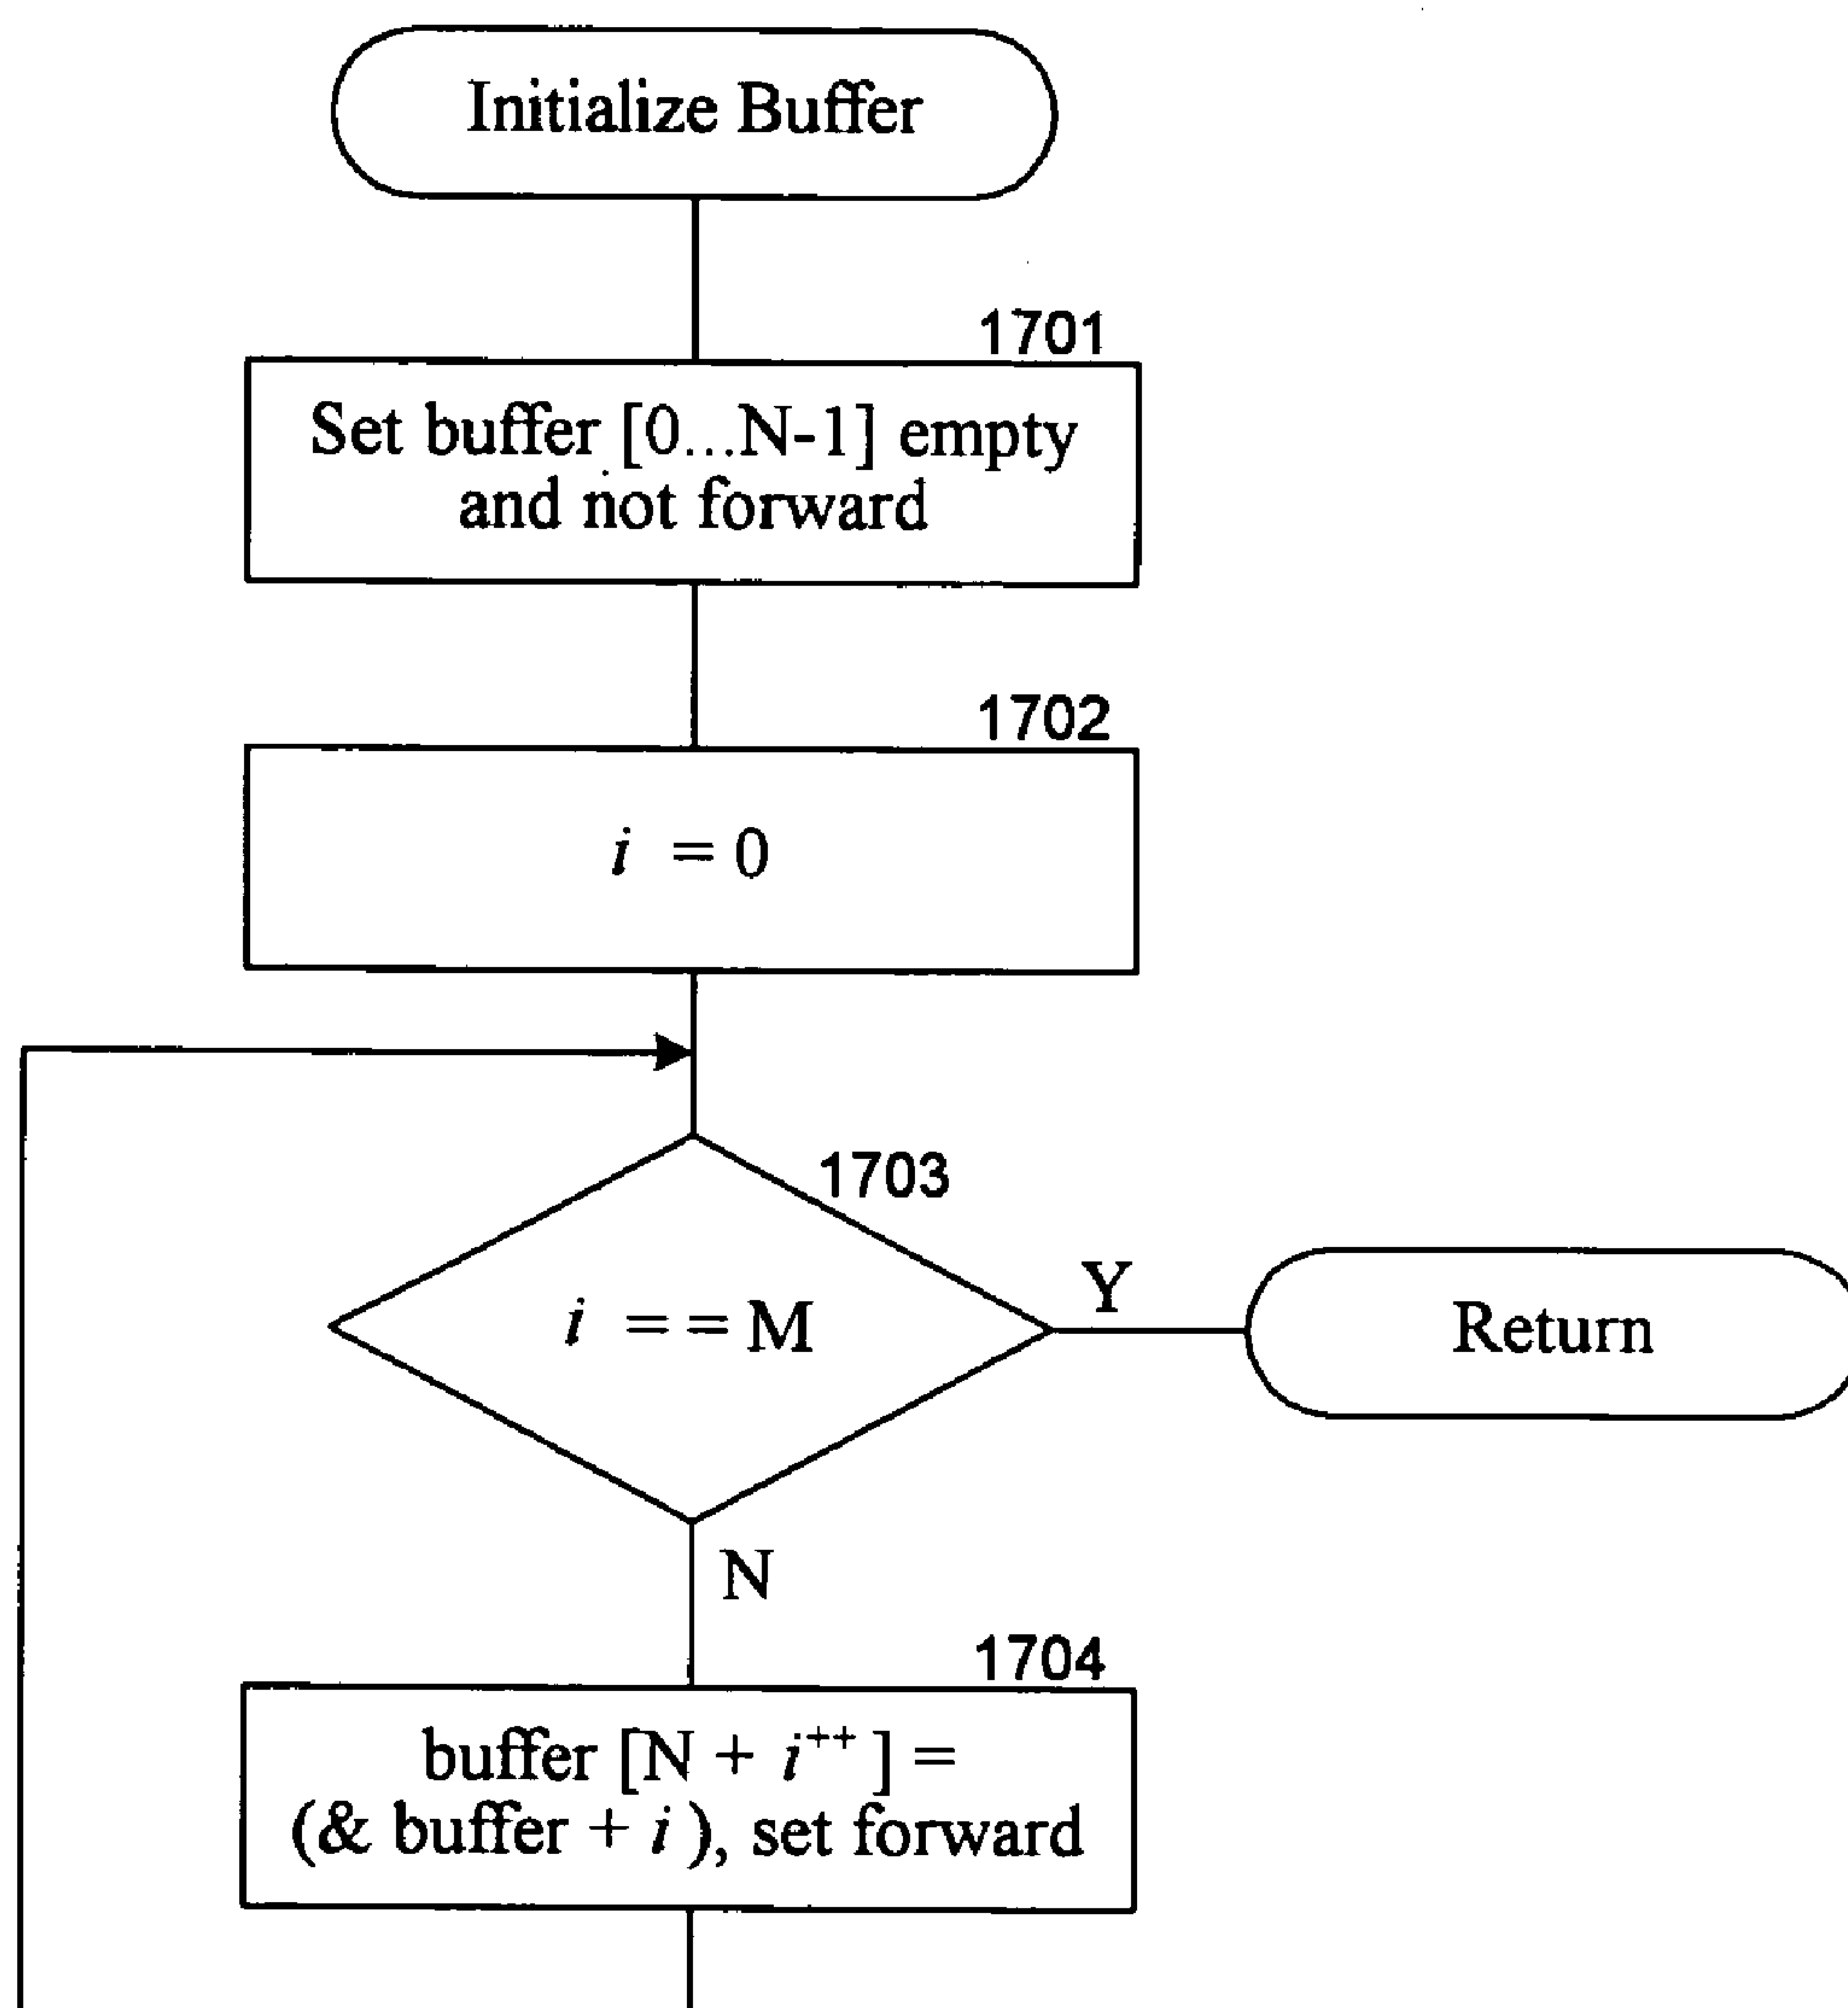 Initialize Buffer
1701
Set buffer [0...N-1] empty
and not forward
1702
i = 0
1703
i = = M
Y
Return
N
1704
buffer [N + i++ ] =
(& buffer + i ), set forward